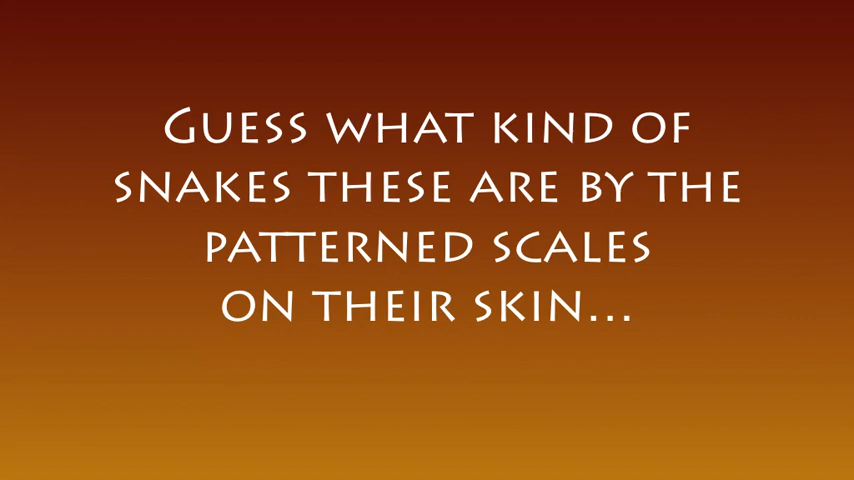 Guess what kind of
snakes these are by the
patterned scales
on their skin...